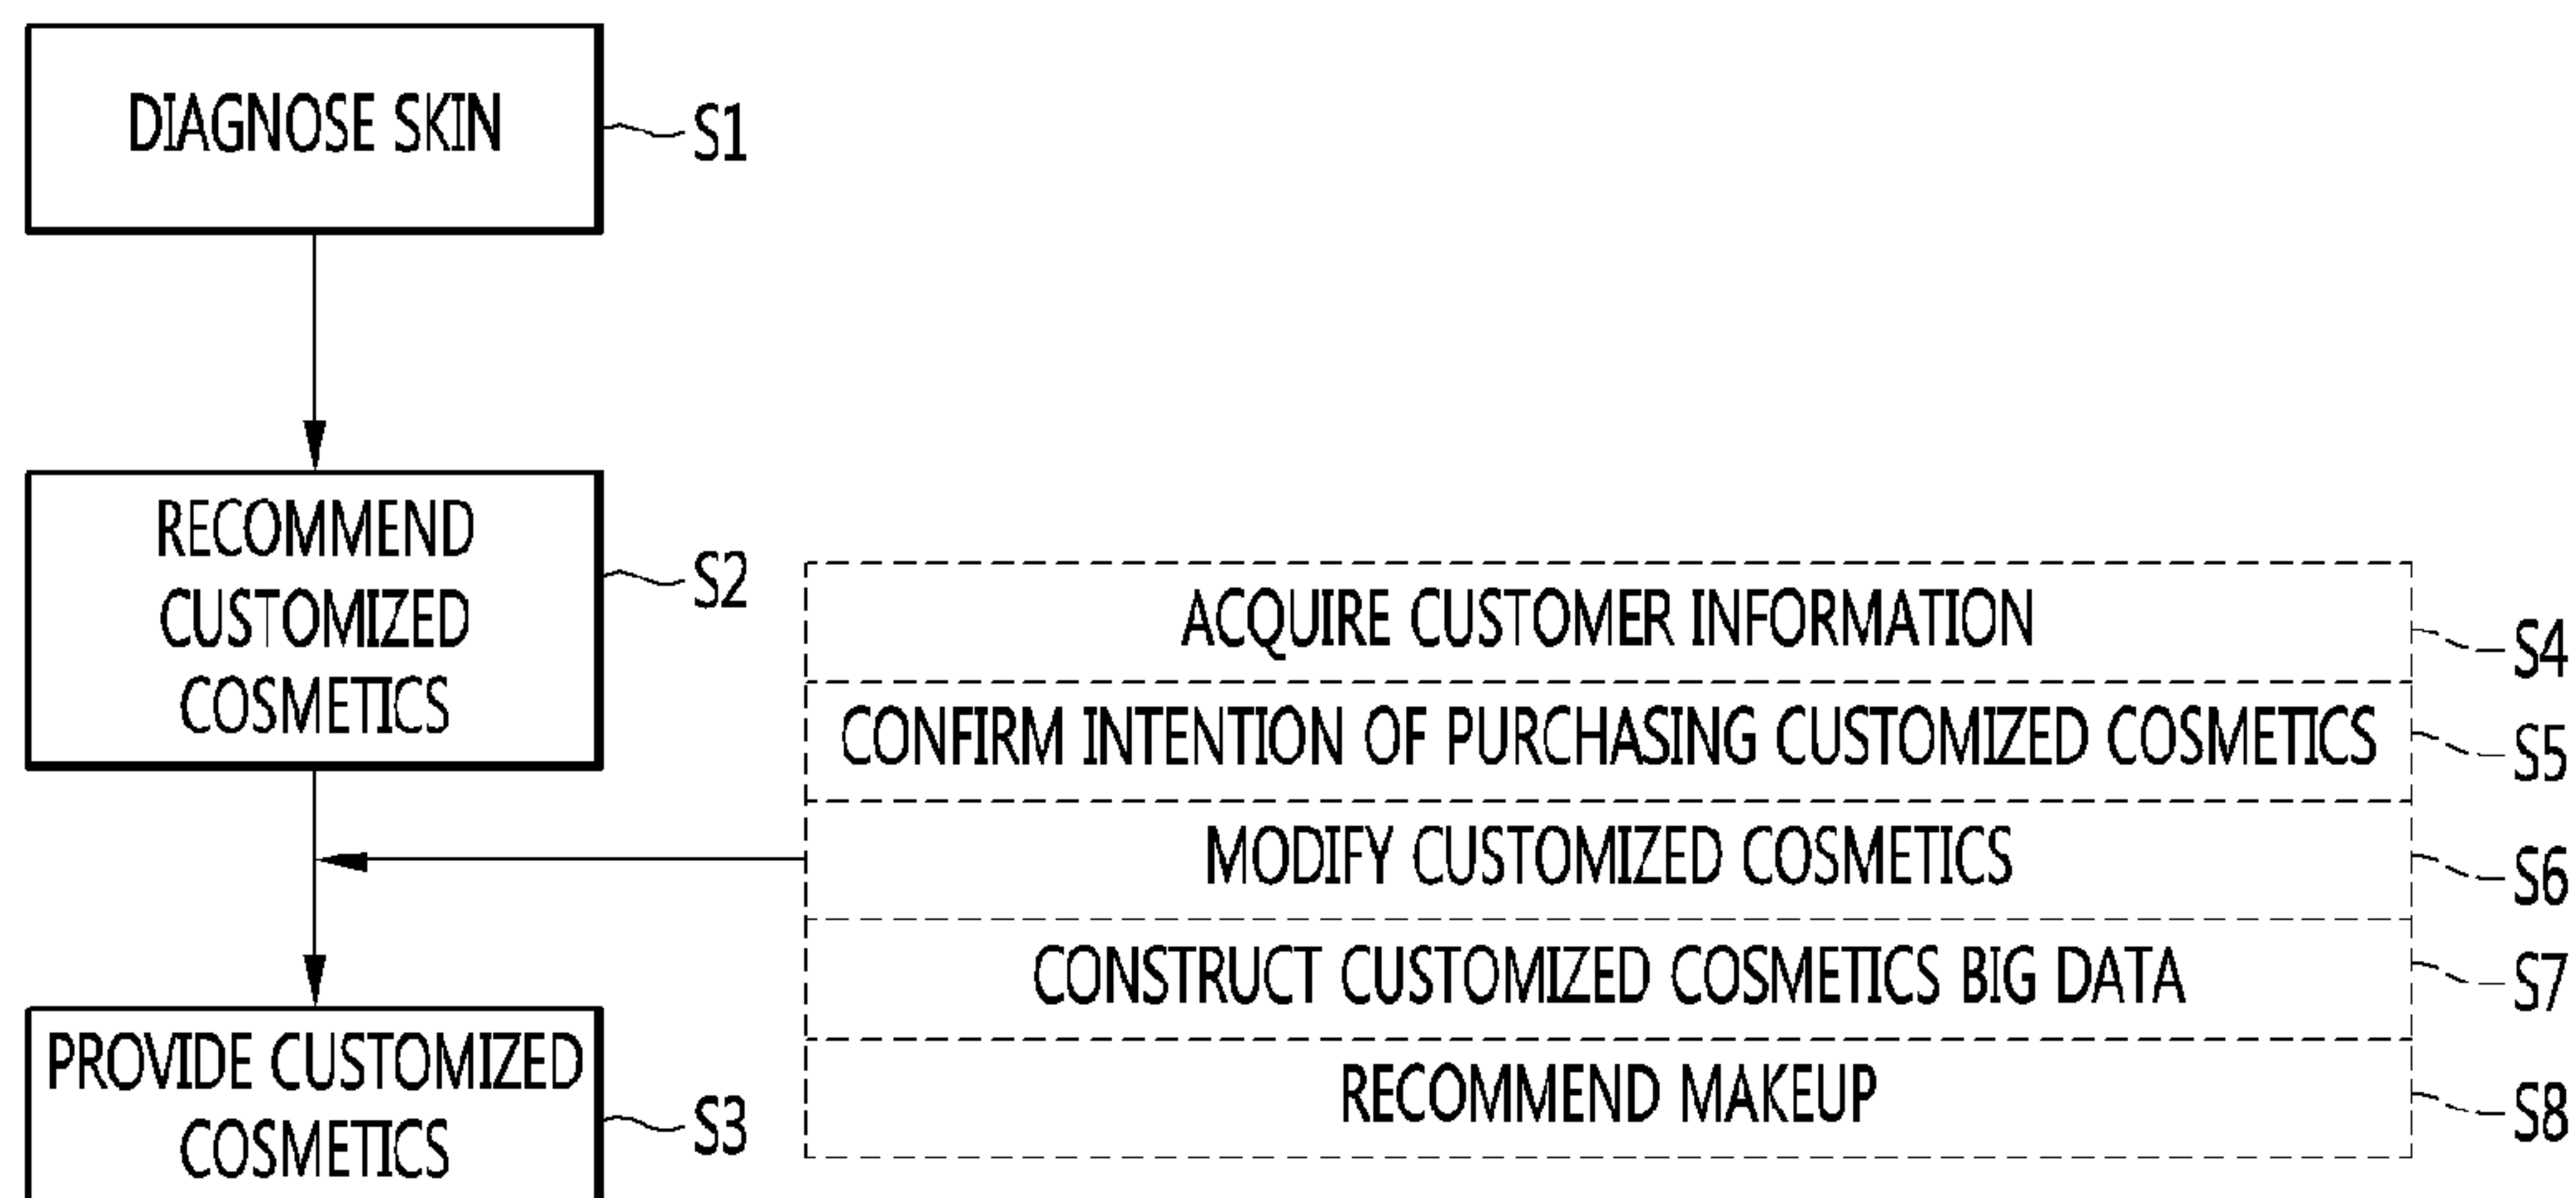 DIAGNOSE SKIN
S1
RECOMMEND
CUSTOMIZED
COSMETICS
S2
ACQUIRE CUSTOMER INFORMATION
S4
CONFIRM INTENTION OF PURCHASING CUSTOMIZED COSMETICS
S5
MODIFY CUSTOMIZED COSMETICS
S6
CONSTRUCT CUSTOMIZED COSMETICS BIG DATA
S7
RECOMMEND MAKEUP
S8
PROVIDE CUSTOMIZED
COSMETICS
S3